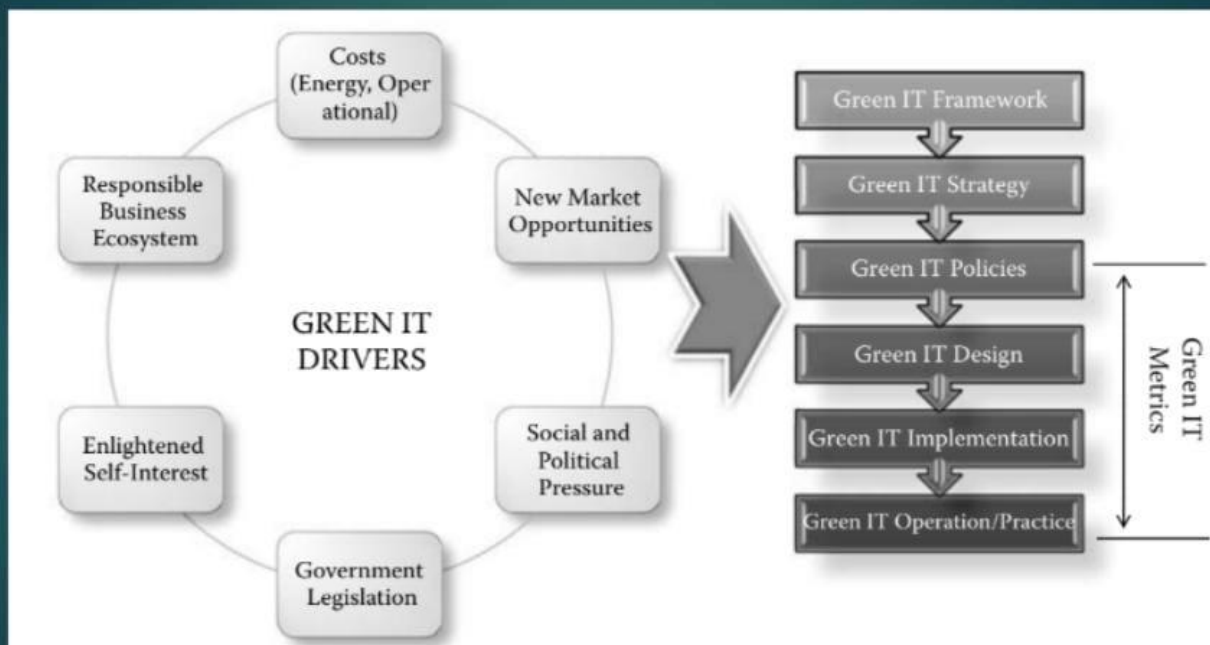 Costs
(Energy, Oper
ational)
New Market
Opportunities
Social and
Political
Pressure
Government
Legislation
Enlightened
Self-Interest
Responsible
Business
Ecosystem
GREEN IT
DRIVERS
Green IT Framework
Green IT Strategy
Green IT Policies
Green IT Design
Green IT Implementation
Green IT Operation/Practice
Green IT
Metrics